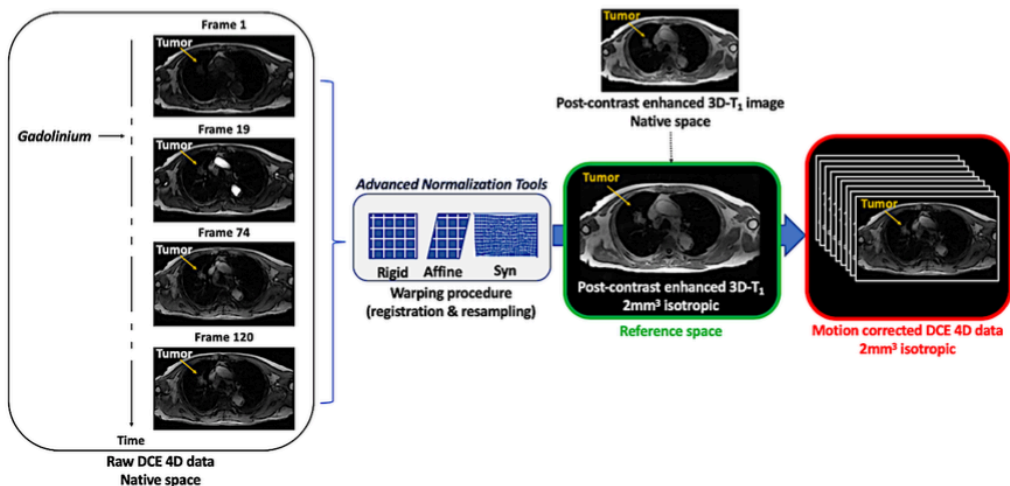 Frame 1
Tumor
Gadolinium
Frame 19
Tumor
Frame 74
Tumor
Frame 120
Tumor
Time
Raw DCE 4D data
Native space
Advanced Normalization Tools
Rigid
Affine
Syn
Warping procedure
(registration & resampling)
Tumor
Post-contrast enhanced 3D-T₁ image
Native space
Tumor
Post-contrast enhanced 3D-T₁
2mm³ isotropic
Reference space
Tumor
Motion corrected DCE 4D data
2mm³ isotropic